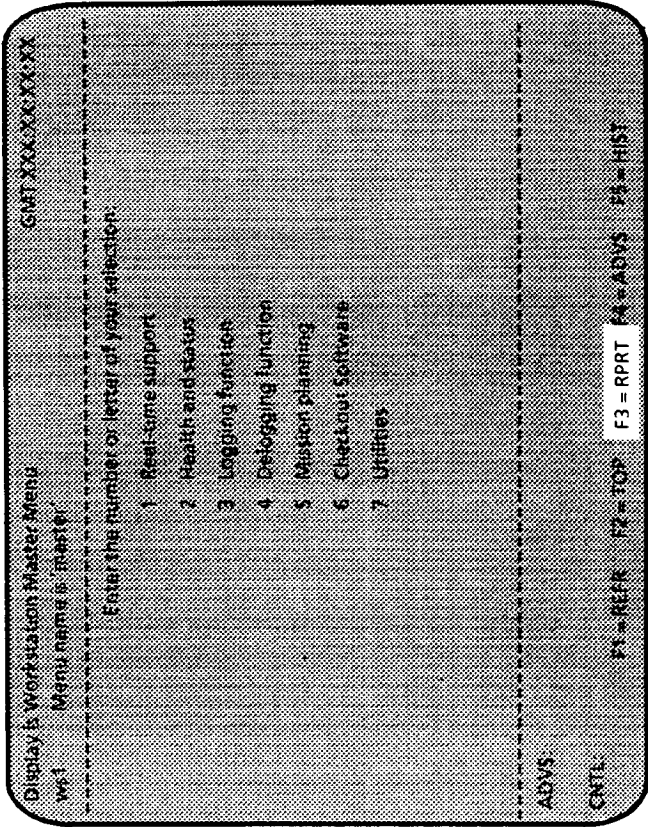 Display is Workstation Master Menu GMT XXX:XX:XX:XX
ws1 Menu name is 'master'
Enter the number or letter of your selection:
1 Real-time support
2 Health and status
3 Logging function
4 Delogging function
5 Mission planning
6 Checkout Software
7 Utilities
ADVS:
CNTL:
F1 = REFR F2 = TOP F3 = RPRT F4 = ADVS F5 = HIST